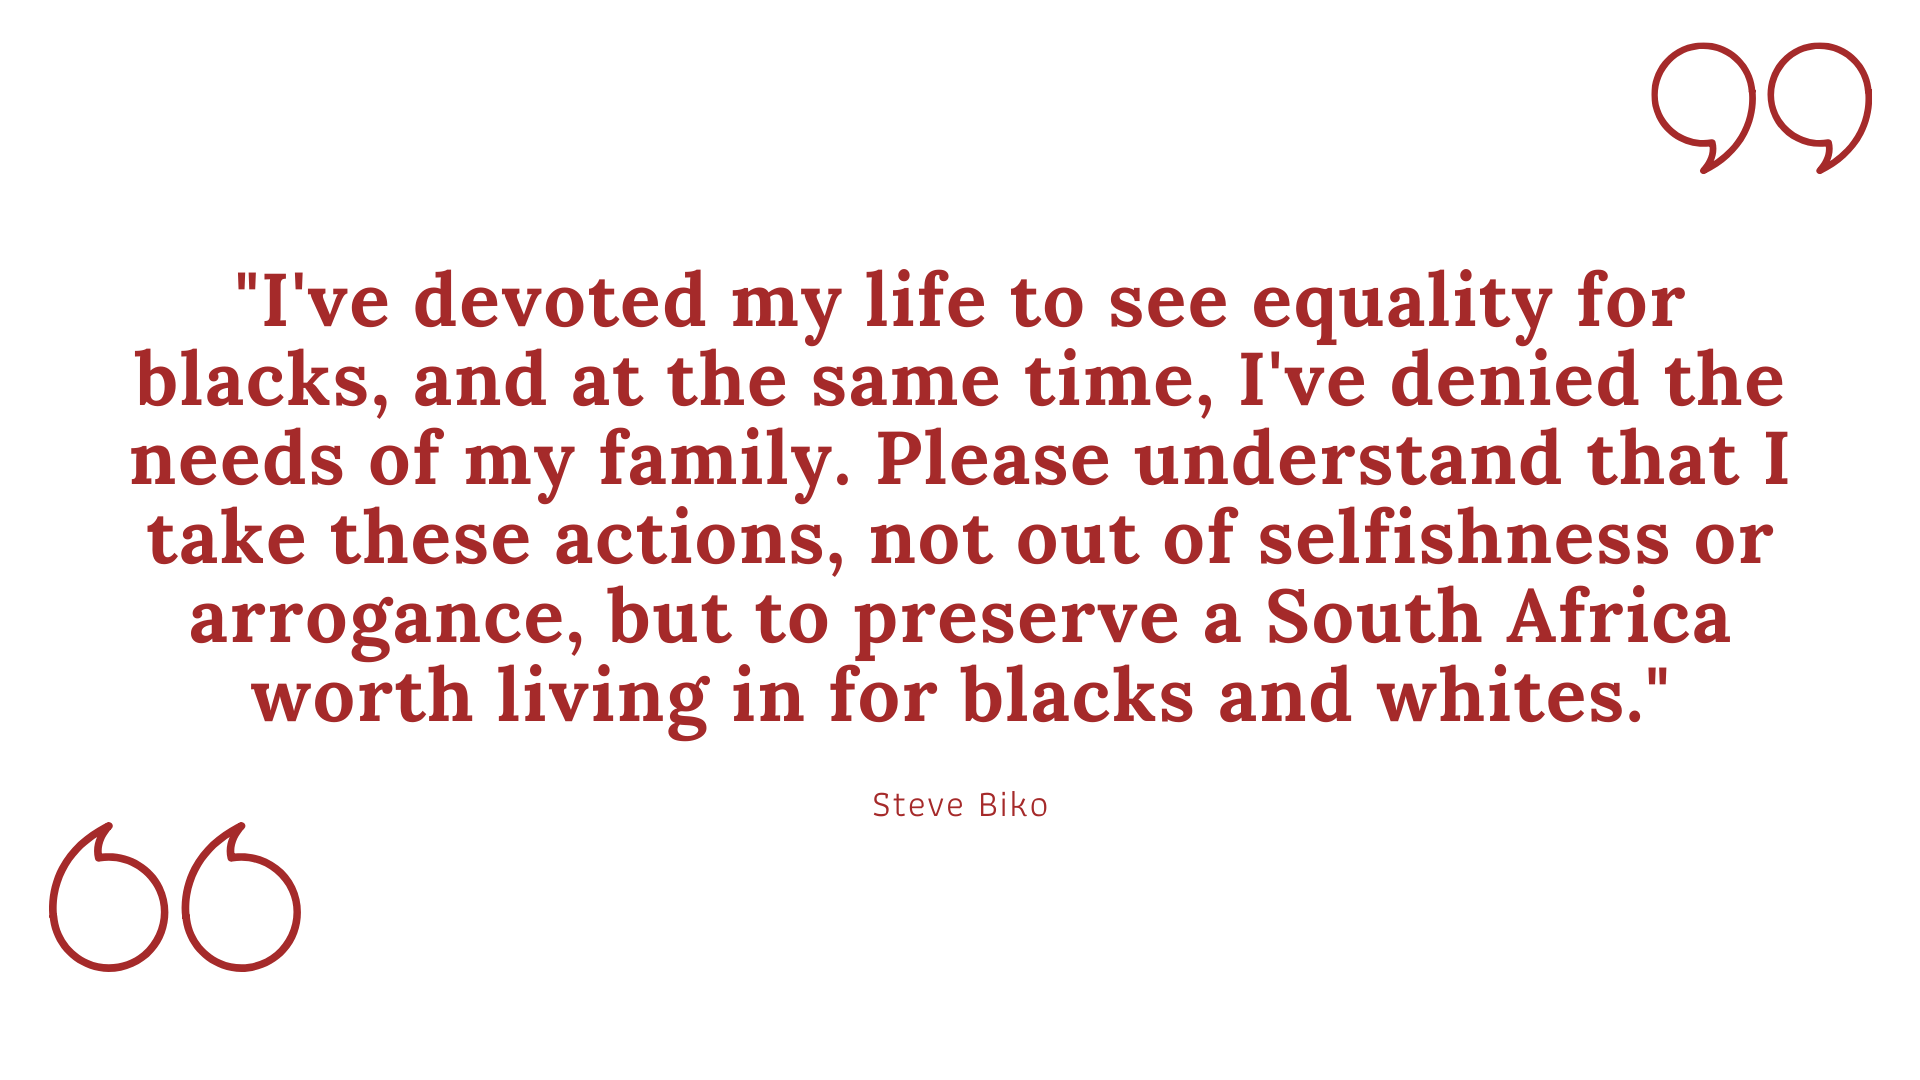 "I've devoted my life to see equality for
blacks, and at the same time, I've denied the
needs of my family. Please understand that I
take these actions, not out of selfishness or
arrogance, but to preserve a South Africa
worth living in for blacks and whites."
Steve Biko